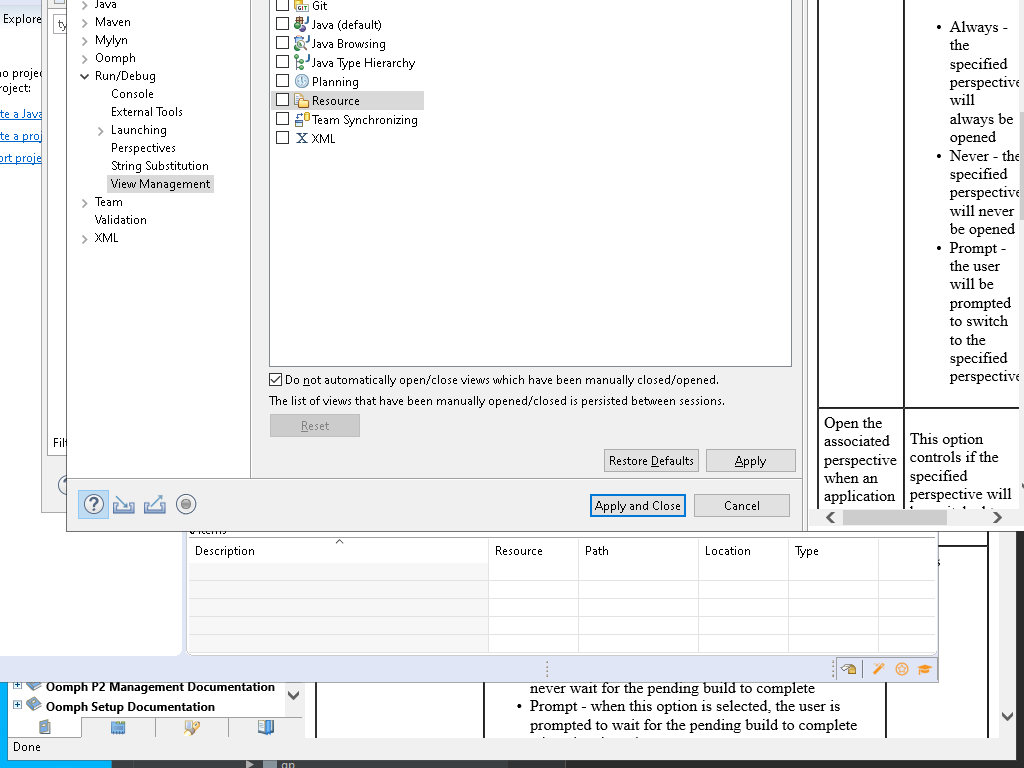 Explore
no proje
roject:
te a Java
te a proj
ort proje
ty
Java
Maven
Mylyn
Oomph
Run/Debug
Console
External Tools
Launching
Perspectives
String Substitution
View Management
Team
Validation
XML
Git
Java (default)
Java Browsing
Java Type Hierarchy
Planning
Resource
Team Synchronizing
XML
Do not automatically open/close views which have been manually closed/opened.
The list of views that have been manually opened/closed is persisted between sessions.
Reset
Restore Defaults
Apply
Apply and Close
Cancel
Filt
• Always -
the
specified
perspective
will
always be
opened
• Never - the
specified
perspective
will never
be opened
• Prompt -
the user
will be
prompted
to switch
to the
specified
perspective
Open the
associated
perspective
when an
application
This option
controls if the
specified
perspective will
Description
Resource
Path
Location
Type
Oomph P2 Management Documentation
Oomph Setup Documentation
never wait for the pending build to complete
• Prompt - when this option is selected, the user is
prompted to wait for the pending build to complete
Done